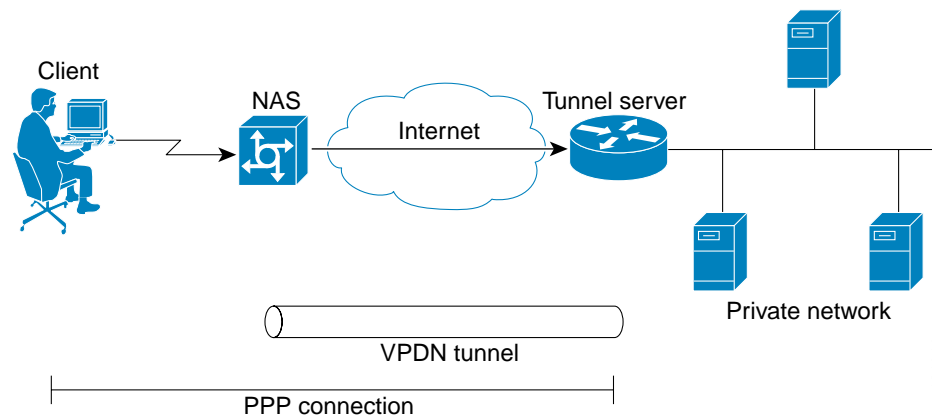 Client
NAS
Internet
Tunnel server
Private network
VPDN tunnel
PPP connection